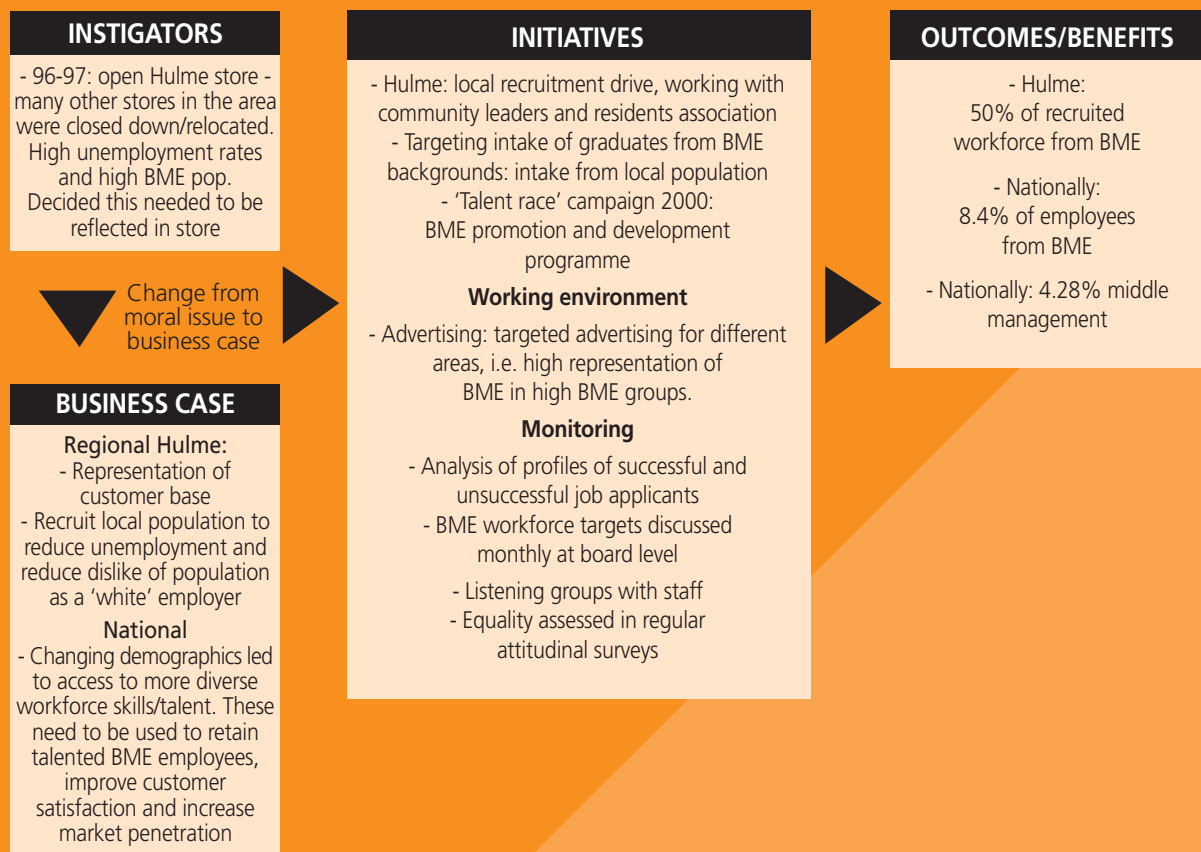 INSTIGATORS
- 96-97: open Hulme store -
many other stores in the area
were closed down/relocated.
High unemployment rates
and high BME pop.
Decided this needed to be
reflected in store
Change from
moral issue to
business case
BUSINESS CASE
Regional Hulme:
- Representation of
customer base
- Recruit local population to
reduce unemployment and
reduce dislike of population
as a ‘white’ employer
National
- Changing demographics led
to access to more diverse
workforce skills/talent. These
need to be used to retain
talented BME employees,
improve customer
satisfaction and increase
market penetration
INITIATIVES
- Hulme: local recruitment drive, working with
community leaders and residents association
- Targeting intake of graduates from BME
backgrounds: intake from local population
- ‘Talent race’ campaign 2000:
BME promotion and development
programme
Working environment
- Advertising: targeted advertising for different
areas, i.e. high representation of
BME in high BME groups.
Monitoring
- Analysis of profiles of successful and
unsuccessful job applicants
- BME workforce targets discussed
monthly at board level
- Listening groups with staff
- Equality assessed in regular
attitudinal surveys
OUTCOMES/BENEFITS
- Hulme:
50% of recruited
workforce from BME
- Nationally:
8.4% of employees
from BME
- Nationally: 4.28% middle
management